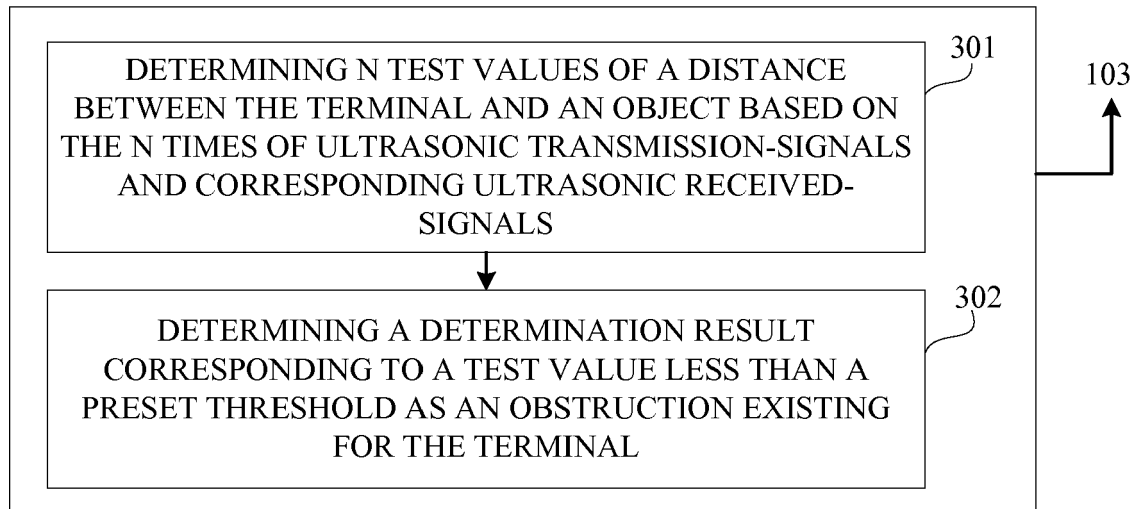 DETERMINING N TEST VALUES OF A DISTANCE
BETWEEN THE TERMINAL AND AN OBJECT BASED ON
THE N TIMES OF ULTRASONIC TRANSMISSION-SIGNALS
AND CORRESPONDING ULTRASONIC RECEIVED-
SIGNALS
301
103
DETERMINING A DETERMINATION RESULT
CORRESPONDING TO A TEST VALUE LESS THAN A
PRESET THRESHOLD AS AN OBSTRUCTION EXISTING
FOR THE TERMINAL
302